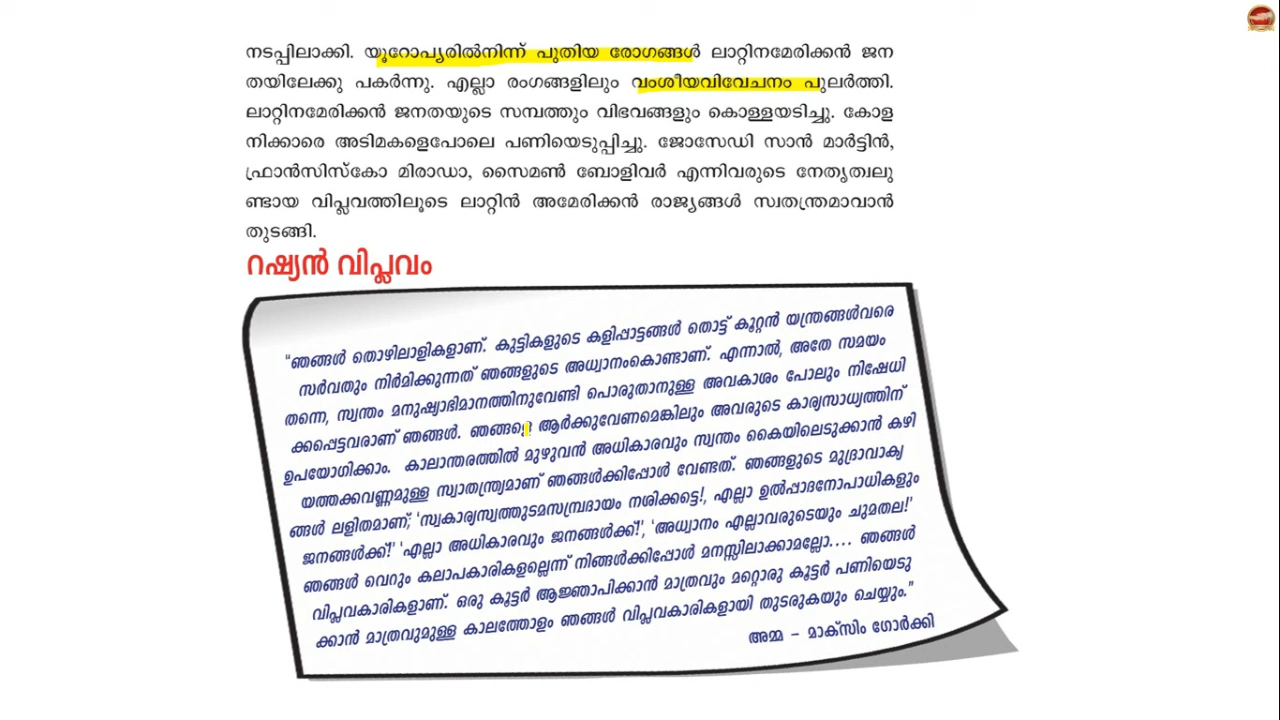 നടപ്പിലാക്കി. യൂറോപ്യരിൽനിന്ന് പുതിയ രോഗങ്ങൾ ലാറ്റിനമേരിക്കൻ ജന
തയിലേക്കു പകർന്നു. എല്ലാ രംഗങ്ങളിലും വംശീയവിവേചനം പുലർത്തി.
ലാറ്റിനമേരിക്കൻ ജനതയുടെ സമ്പത്തും വിഭവങ്ങളും കൊള്ളയടിച്ചു. കോള
നിക്കാരെ അടിമകളെപോലെ പണിയെടുപ്പിച്ചു. ജോസേഡി സാൻ മാർട്ടിൻ,
ഫ്രാൻസിസ്കോ മിരാഡാ, സൈമൺ ബോളിവർ എന്നിവരുടെ നേതൃത്വലു
ണ്ടായ വിപ്ലവത്തിലൂടെ ലാറ്റിൻ അമേരിക്കൻ രാജ്യങ്ങൾ സ്വതന്ത്രമാവാൻ
തുടങ്ങി.
റഷ്യൻ വിപ്ലവം
"ഞങ്ങൾ തൊഴിലാളികളാണ്. കുട്ടികളുടെ കളിപ്പാട്ടങ്ങൾ തൊട്ട് കൂറ്റൻ യന്ത്രങ്ങൾവരെ
സർവതും നിർമിക്കുന്നത് ഞങ്ങളുടെ അധ്വാനംകൊണ്ടാണ്. എന്നാൽ, അതേ സമയം
തന്നെ, സ്വന്തം മനുഷ്യാഭിമാനത്തിനുവേണ്ടി പൊരുതാനുള്ള അവകാശം പോലും നിഷേധി
ക്കപ്പെട്ടവരാണ് ഞങ്ങൾ. ഞങ്ങളെ ആർക്കുവേണമെങ്കിലും അവരുടെ കാര്യസാധ്യത്തിന്
ഉപയോഗിക്കാം. കാലാന്തരത്തിൽ മുഴുവൻ അധികാരവും സ്വന്തം കൈയിലെടുക്കാൻ കഴി
യത്തക്കവണ്ണമുള്ള സ്വാതന്ത്ര്യമാണ് ഞങ്ങൾക്കിപ്പോൾ വേണ്ടത്. ഞങ്ങളുടെ മുദ്രാവാക്യ
ങ്ങൾ ലളിതമാണ്; 'സ്വകാര്യസ്വത്തുടമസമ്പ്രദായം നശിക്കട്ടെ!, എല്ലാ ഉൽപ്പാദനോപാധികളും
ജനങ്ങൾക്ക്!' 'എല്ലാ അധികാരവും ജനങ്ങൾക്ക്!', 'അധ്വാനം എല്ലാവരുടെയും ചുമതല!'
ഞങ്ങൾ വെറും കലാപകാരികളല്ലെന്ന് നിങ്ങൾക്കിപ്പോൾ മനസ്സിലാക്കാമല്ലോ.... ഞങ്ങൾ
വിപ്ലവകാരികളാണ്. ഒരു കൂട്ടർ ആജ്ഞാപിക്കാൻ മാത്രവും മറ്റൊരു കൂട്ടർ പണിയെടു
ക്കാൻ മാത്രവുമുള്ള കാലത്തോളം ഞങ്ങൾ വിപ്ലവകാരികളായി തുടരുകയും ചെയ്യും."
അമ്മ – മാക്സിം ഗോർക്കി